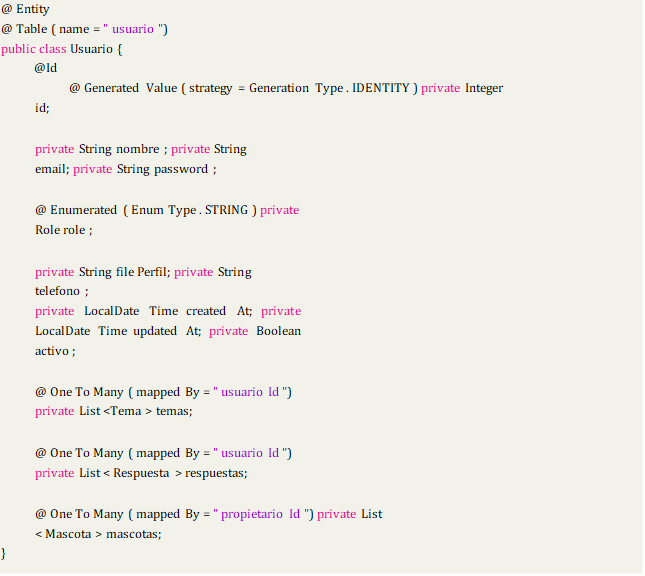 @ Entity
@ Table ( name = " usuario ")
public class Usuario {
@Id
@ Generated Value ( strategy = Generation Type . IDENTITY ) private Integer
id;
private String nombre ; private String
email; private String password ;
@ Enumerated ( Enum Type . STRING ) private
Role role ;
private String file Perfil; private String
telefono ;
private LocalDate Time created At; private
LocalDate Time updated At; private Boolean
activo ;
@ One To Many ( mapped By = " usuario Id ")
private List <Tema > temas;
@ One To Many ( mapped By = " usuario Id ")
private List < Respuesta > respuestas;
@ One To Many ( mapped By = " propietario Id ") private List
< Mascota > mascotas;
}